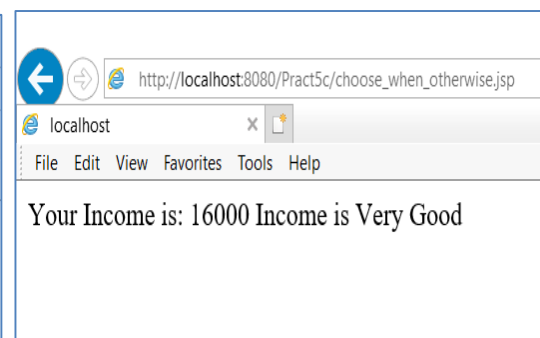 http://localhost:8080/Pract5c/choose_when_otherwise.jsp
localhost
File Edit View Favorites Tools Help
Your Income is: 16000 Income is Very Good